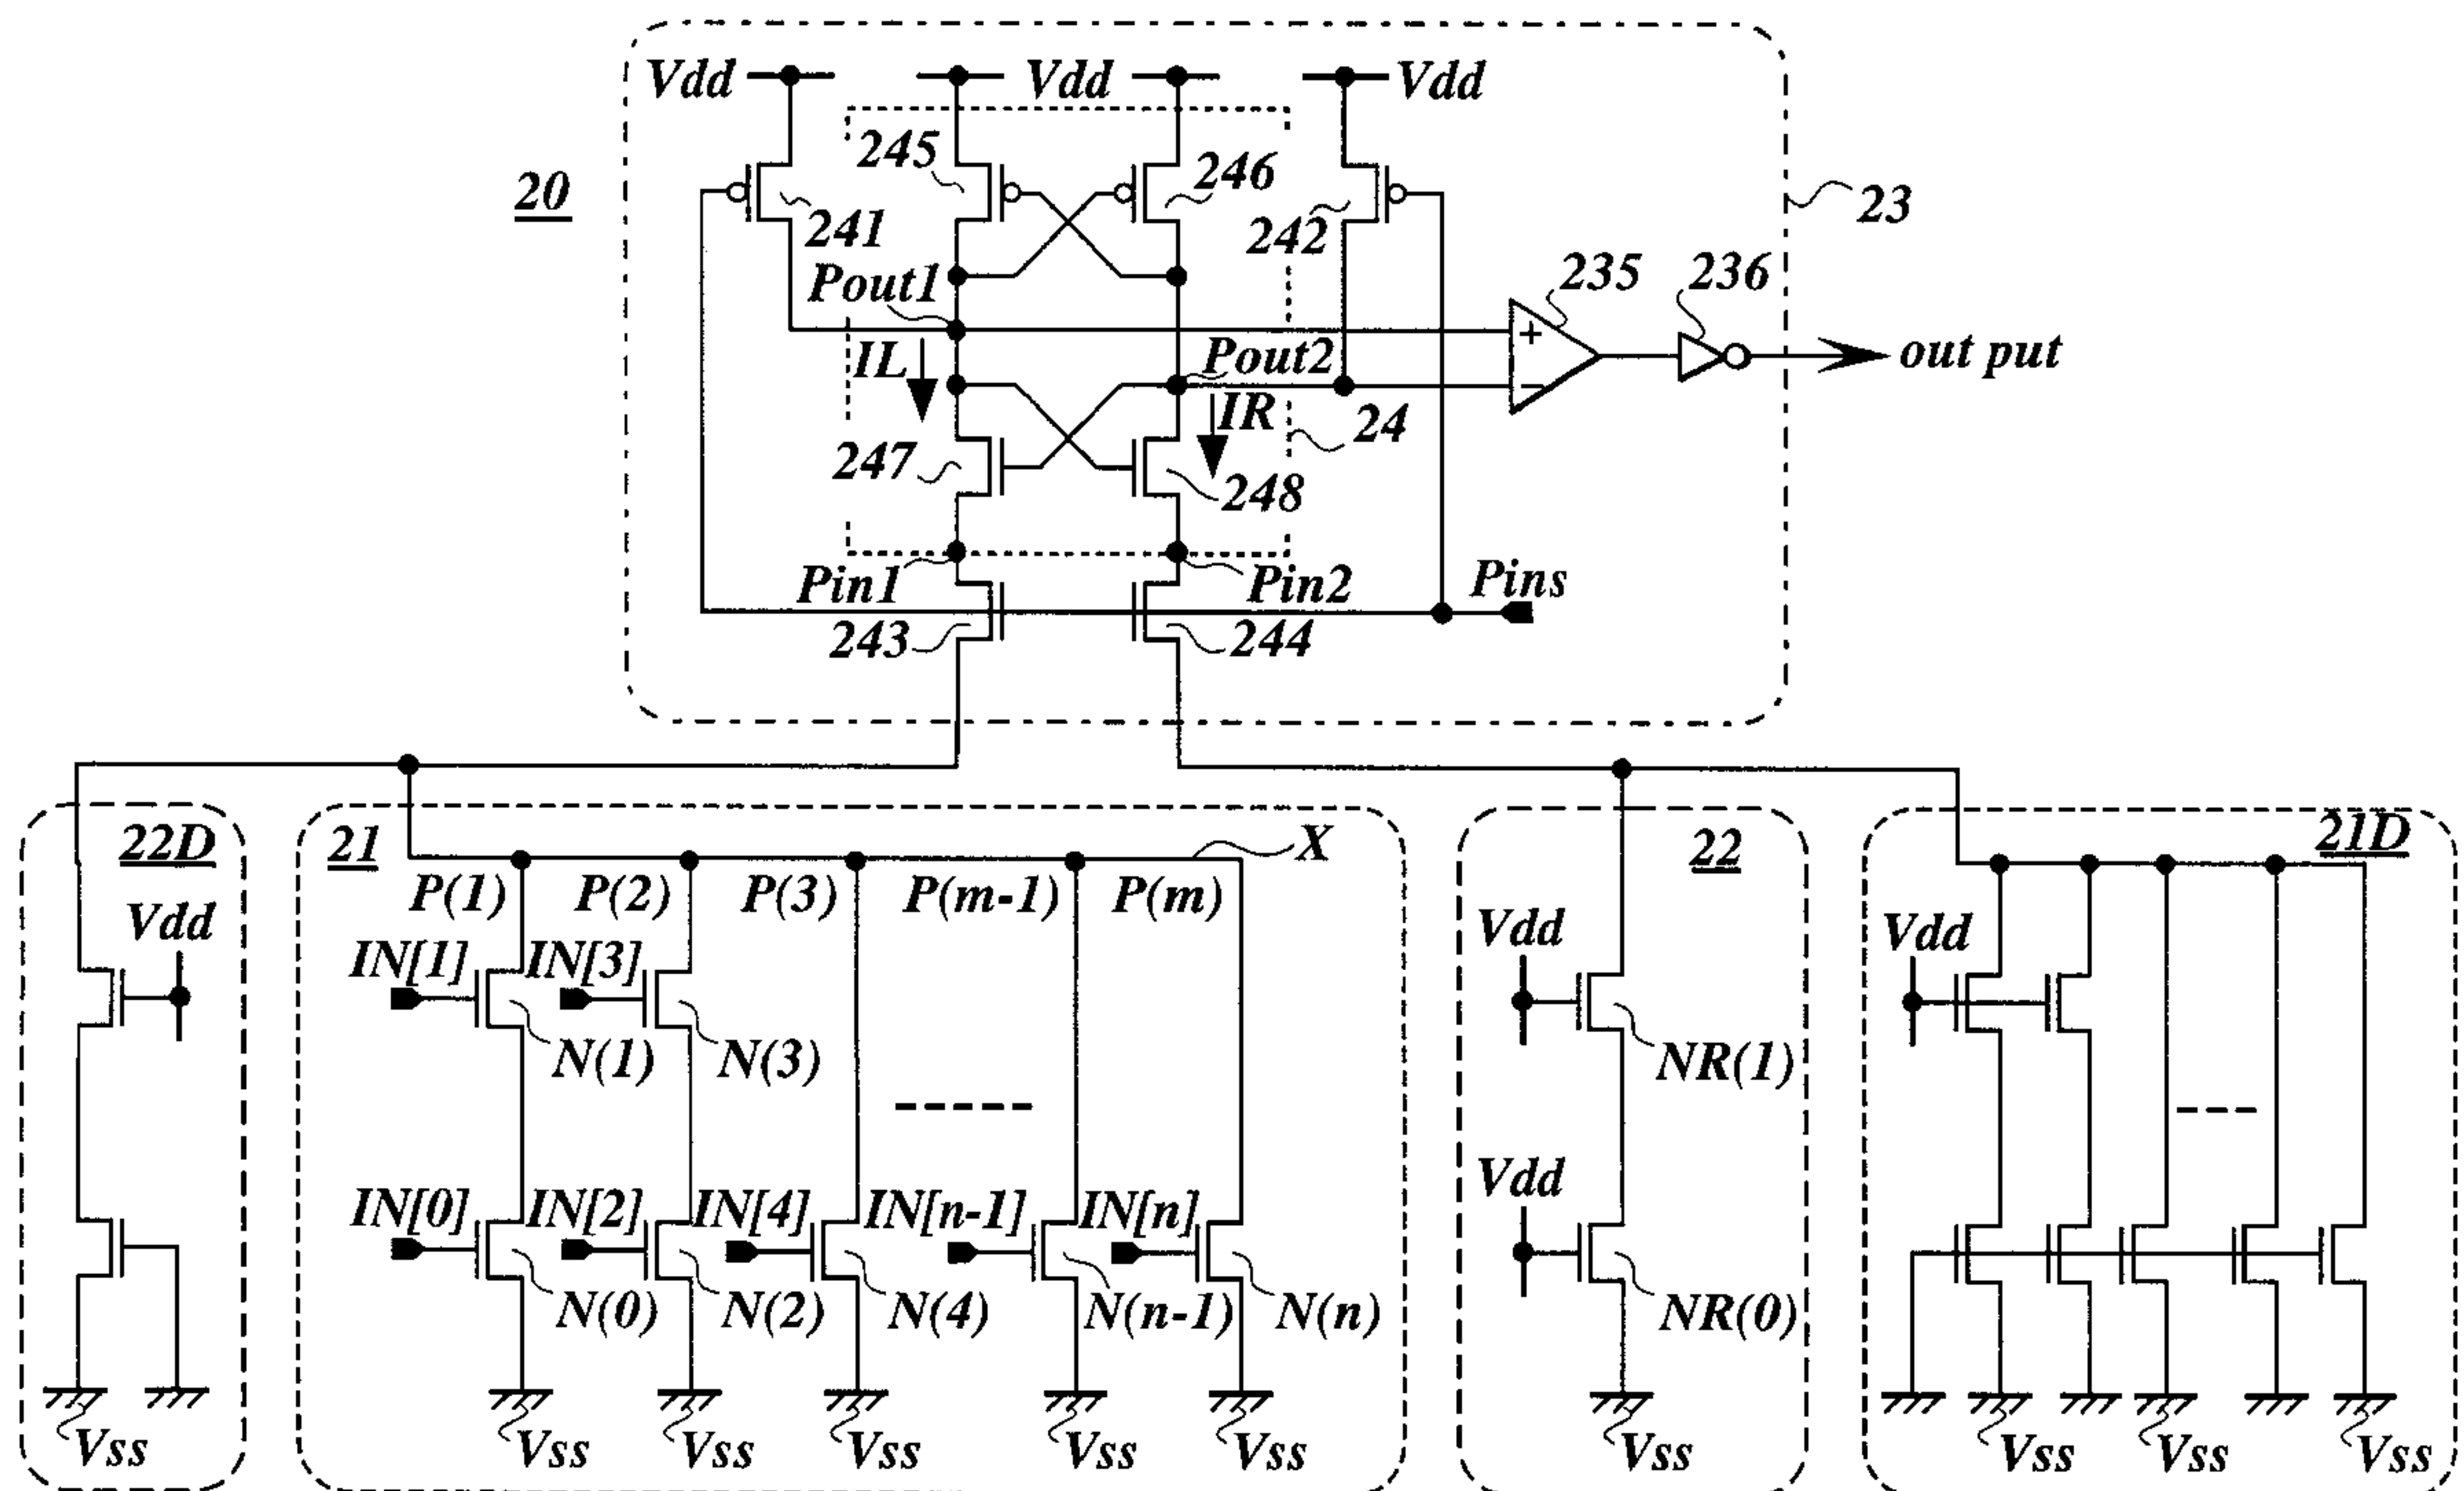 Vdd
Vdd
Vdd
245
246
20
241
242
23
Pout1
235
236
+
IL
Pout2
out put
−
IR
24
247
248
Pin1
Pin2
Pins
243
244
22D
21
X
22
21D
P(1)
P(2)
P(3)
P(m-1)
P(m)
Vdd
Vdd
Vdd
IN[1]
IN[3]
N(1)
N(3)
NR(1)
Vdd
IN[0]
IN[2]
IN[4]
IN[n-1]
IN[n]
N(0)
N(2)
N(4)
N(n-1)
N(n)
NR(0)
Vss
Vss
Vss
Vss
Vss
Vss
Vss
Vss
Vss
Vss